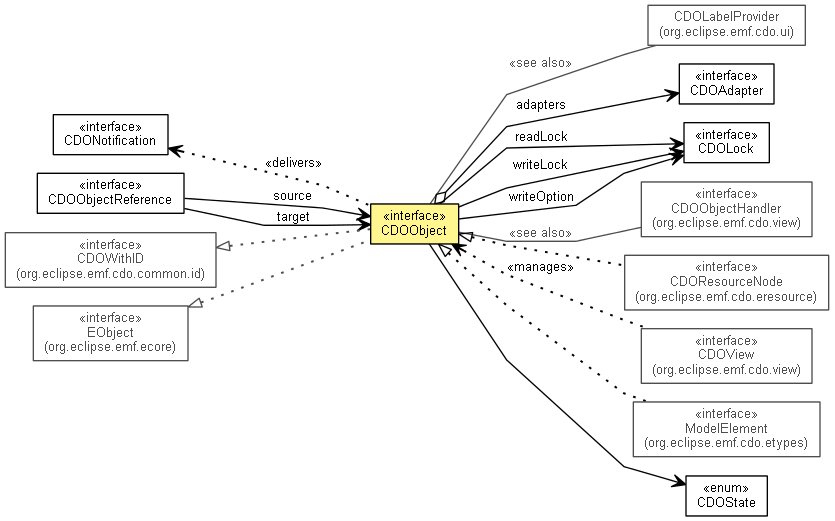 CDOLabelProvider
(org.eclipse.emf.cdo.ui)
«see also»
«interface»
CDOAdapter
adapters
«interface»
CDONotification
«interface»
CDOLock
readLock
«delivers»
writeLock
«interface»
CDOObjectReference
source
target
writeOption
«interface»
CDOObject
«interface»
CDOObjectHandler
(org.eclipse.emf.cdo.view)
«see also»
«interface»
CDOWithID
(org.eclipse.emf.cdo.common.id)
«manages»
«interface»
CDOResourceNode
(org.eclipse.emf.cdo.eresource)
«interface»
EObject
(org.eclipse.emf.ecore)
«interface»
CDOView
(org.eclipse.emf.cdo.view)
«interface»
ModelElement
(org.eclipse.emf.cdo.etypes)
«enum»
CDOState